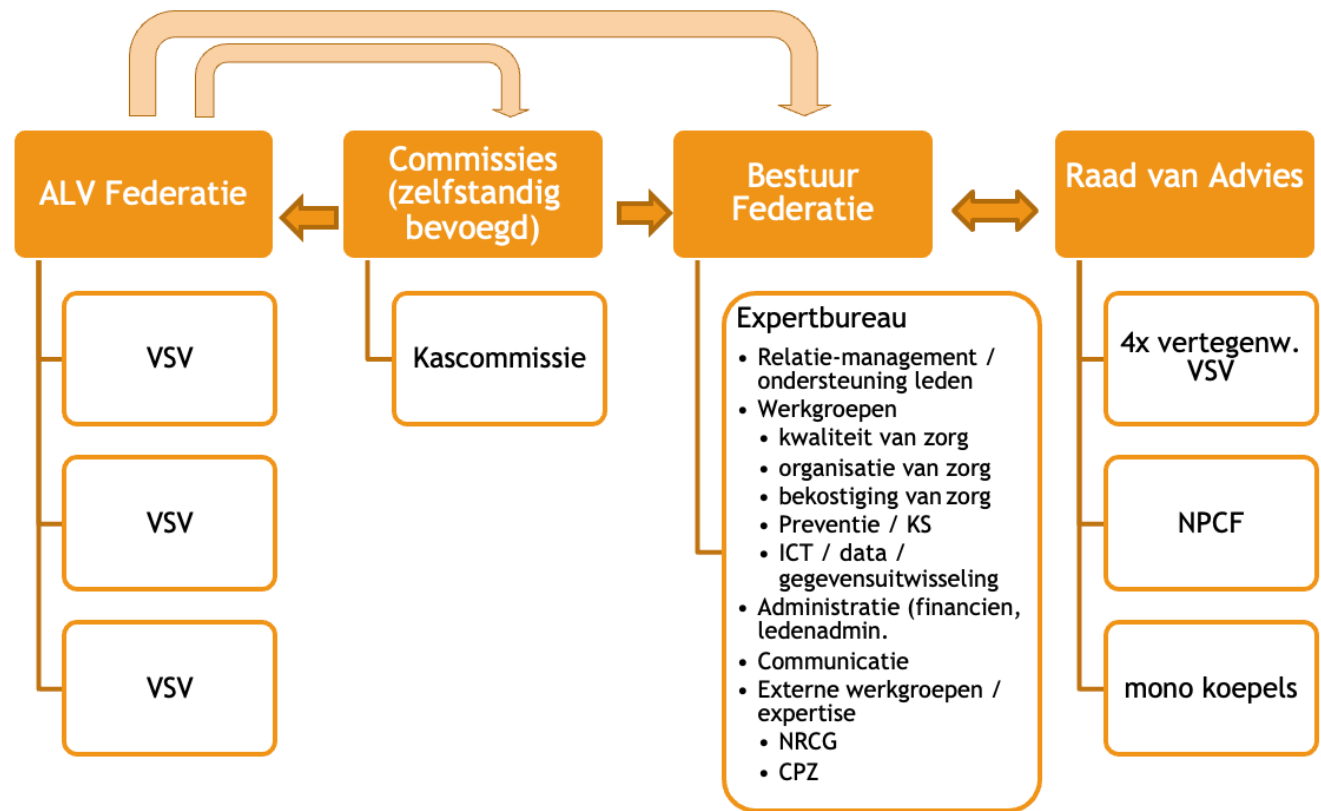 ALV Federatie
VSV
VSV
VSV
Commissies
(zelfstandig
bevoegd)
Kascommissie
Bestuur
Federatie
Expertbureau
• Relatie-management /
ondersteuning leden
• Werkgroepen
• kwaliteit van zorg
• organisatie van zorg
• bekostiging van zorg
• Preventie / KS
• ICT / data /
gegevensuitwisseling
• Administratie (financien,
ledenadmin.
• Communicatie
• Externe werkgroepen /
expertise
• NRCG
• CPZ
Raad van Advies
4x vertegenw.
VSV
NPCF
mono koepels